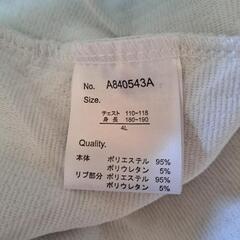 No. A840543A
Size.
チェスト 110-118
身長 180-190
4L
Quality.
本体 ポリエステル 95%
ポリウレタン 5%
リブ部分 ポリエステル 95%
ポリウレタン 5%